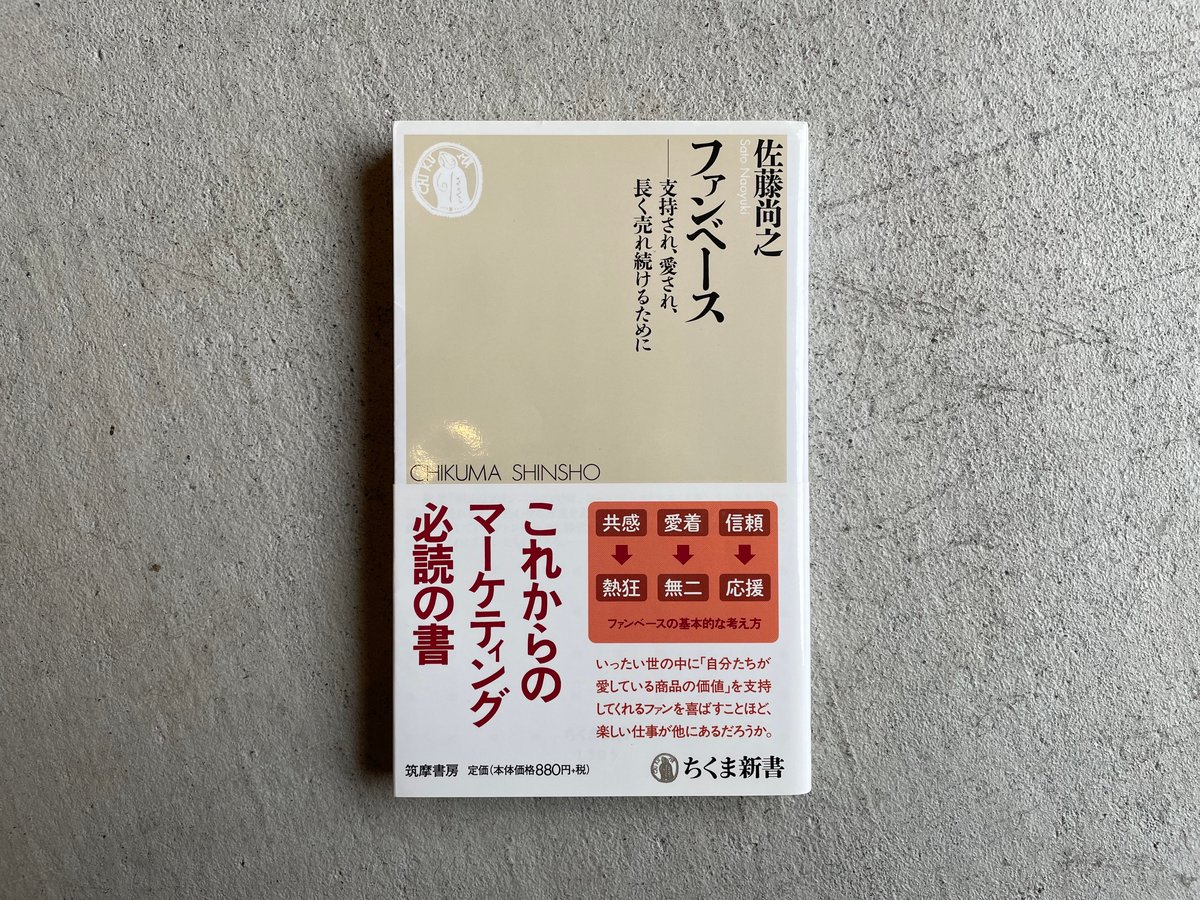 佐藤尚之
Sato Naoyuki
ファンベース
――支持され、愛され、
長く売れ続けるために
CHIKUMA
CHIKUMA SHINSHO
これからの
マーケティング
必読の書
共感 愛着 信頼
熱狂 無二 応援
ファンベースの基本的な考え方
いったい世の中に「自分たちが
愛している商品の価値」を支持
してくれるファンを喜ばすことほど、
楽しい仕事が他にあるだろうか。
筑摩書房 定価(本体価格880円+税)
ちくま新書